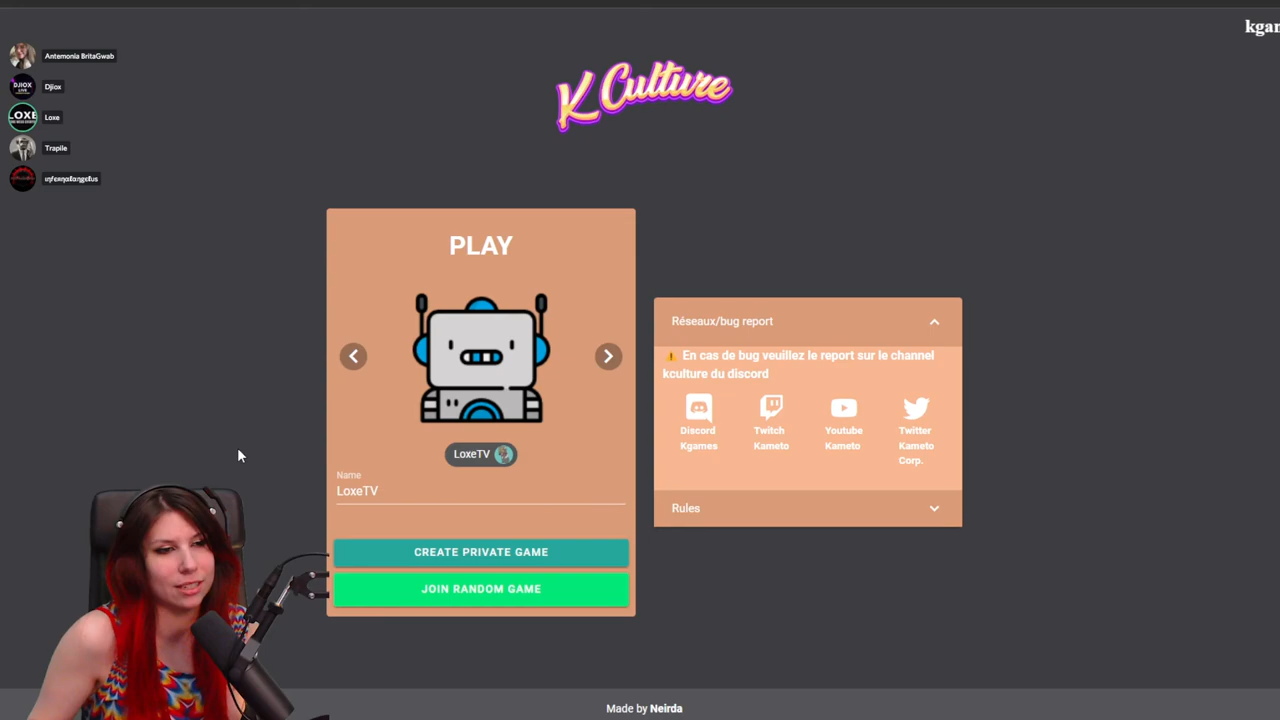 kgam
Antemonia BritaGwab
Djiox
Loxe
Trapile
K Culture
PLAY
LoxeTV
Name
LoxeTV
CREATE PRIVATE GAME
JOIN RANDOM GAME
Réseaux/bug report
En cas de bug veuillez le report sur le channel
kculture du discord
Discord
Kgames
Twitch
Kameto
Youtube
Kameto
Twitter
Kameto
Corp.
Rules
Made by Neirda